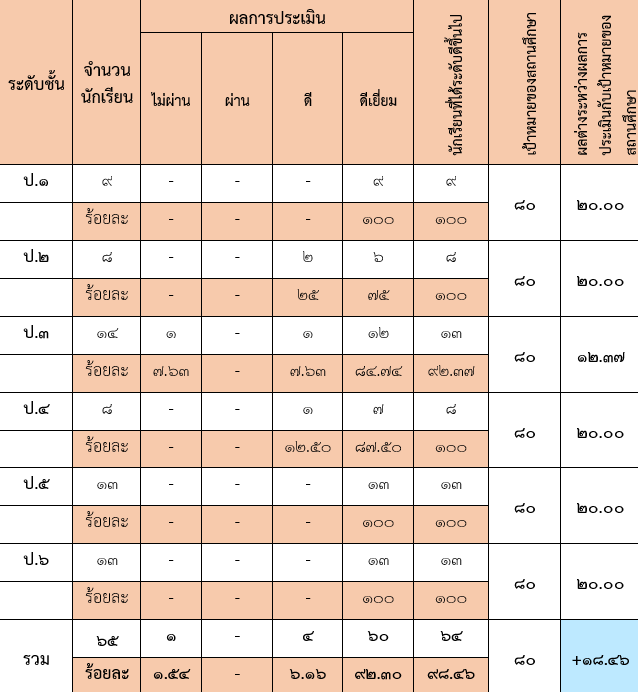 ระดับชั้น จำนวนนักเรียน ผลการประเมิน นักเรียนที่ได้ระดับดีขึ้นไป เป้าหมายของสถานศึกษา ผลต่างระหว่างผลการประเมินกับเป้าหมายของสถานศึกษา
ไม่ผ่าน ผ่าน ดี ดีเยี่ยม
ป.๑ ๙ - - - ๙ ๙ ๘๐ ๒๐.๐๐
ร้อยละ - - - ๑๐๐ ๑๐๐
ป.๒ ๘ - - ๒ ๖ ๘ ๘๐ ๒๐.๐๐
ร้อยละ - - ๒๕ ๗๕ ๑๐๐
ป.๓ ๑๔ ๑ - ๑ ๑๒ ๑๓ ๘๐ ๑๒.๓๗
ร้อยละ ๗.๖๓ - ๗.๖๓ ๘๔.๗๔ ๙๒.๓๗
ป.๔ ๘ - - ๑ ๗ ๘ ๘๐ ๒๐.๐๐
ร้อยละ - - ๑๒.๕๐ ๘๗.๕๐ ๑๐๐
ป.๕ ๑๓ - - - ๑๓ ๑๓ ๘๐ ๒๐.๐๐
ร้อยละ - - - ๑๐๐ ๑๐๐
ป.๖ ๑๓ - - - ๑๓ ๑๓ ๘๐ ๒๐.๐๐
ร้อยละ - - - ๑๐๐ ๑๐๐
รวม ๖๕ ๑ - ๔ ๖๐ ๖๔ ๘๐ +๑๘.๔๖
ร้อยละ ๑.๕๔ - ๖.๑๖ ๙๒.๓๐ ๙๘.๔๖